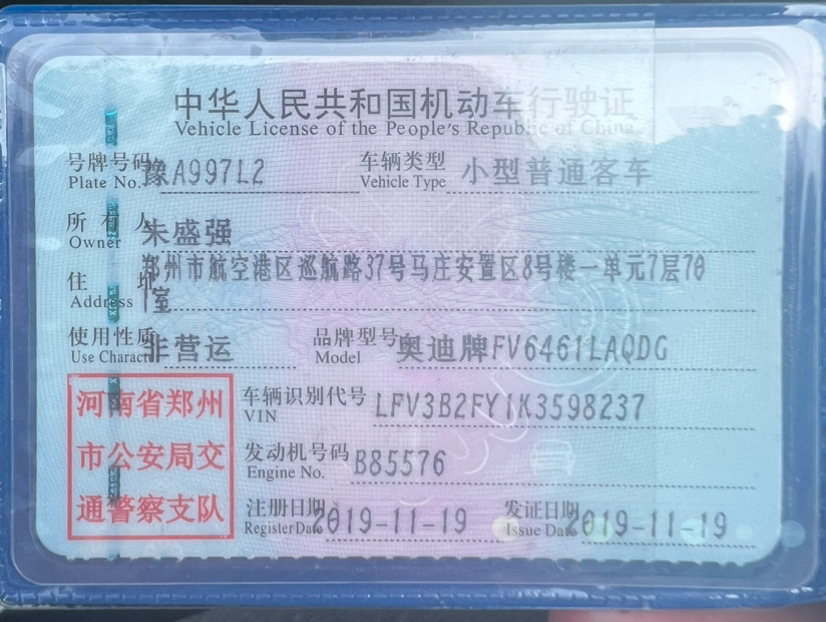 中华人民共和国机动车行驶证
Vehicle License of the People's Republic of China
号牌号码 豫A997L2 车辆类型 小型普通客车
Plate No. Vehicle Type
所有人 朱盛强
Owner
住址 郑州市航空港区巡航路37号马庄安置区8号楼一单元7层70
Address 1室
使用性质 非营运 品牌型号 奥迪牌FV6461LAQDG
Use Charact Model
河南省郑州
市公安局交
通警察支队
车辆识别代号 LFV3B2FY1K3598237
VIN
发动机号码 B85576
Engine No.
注册日期 2019-11-19 发证日期 2019-11-19
Register Date Issue Date